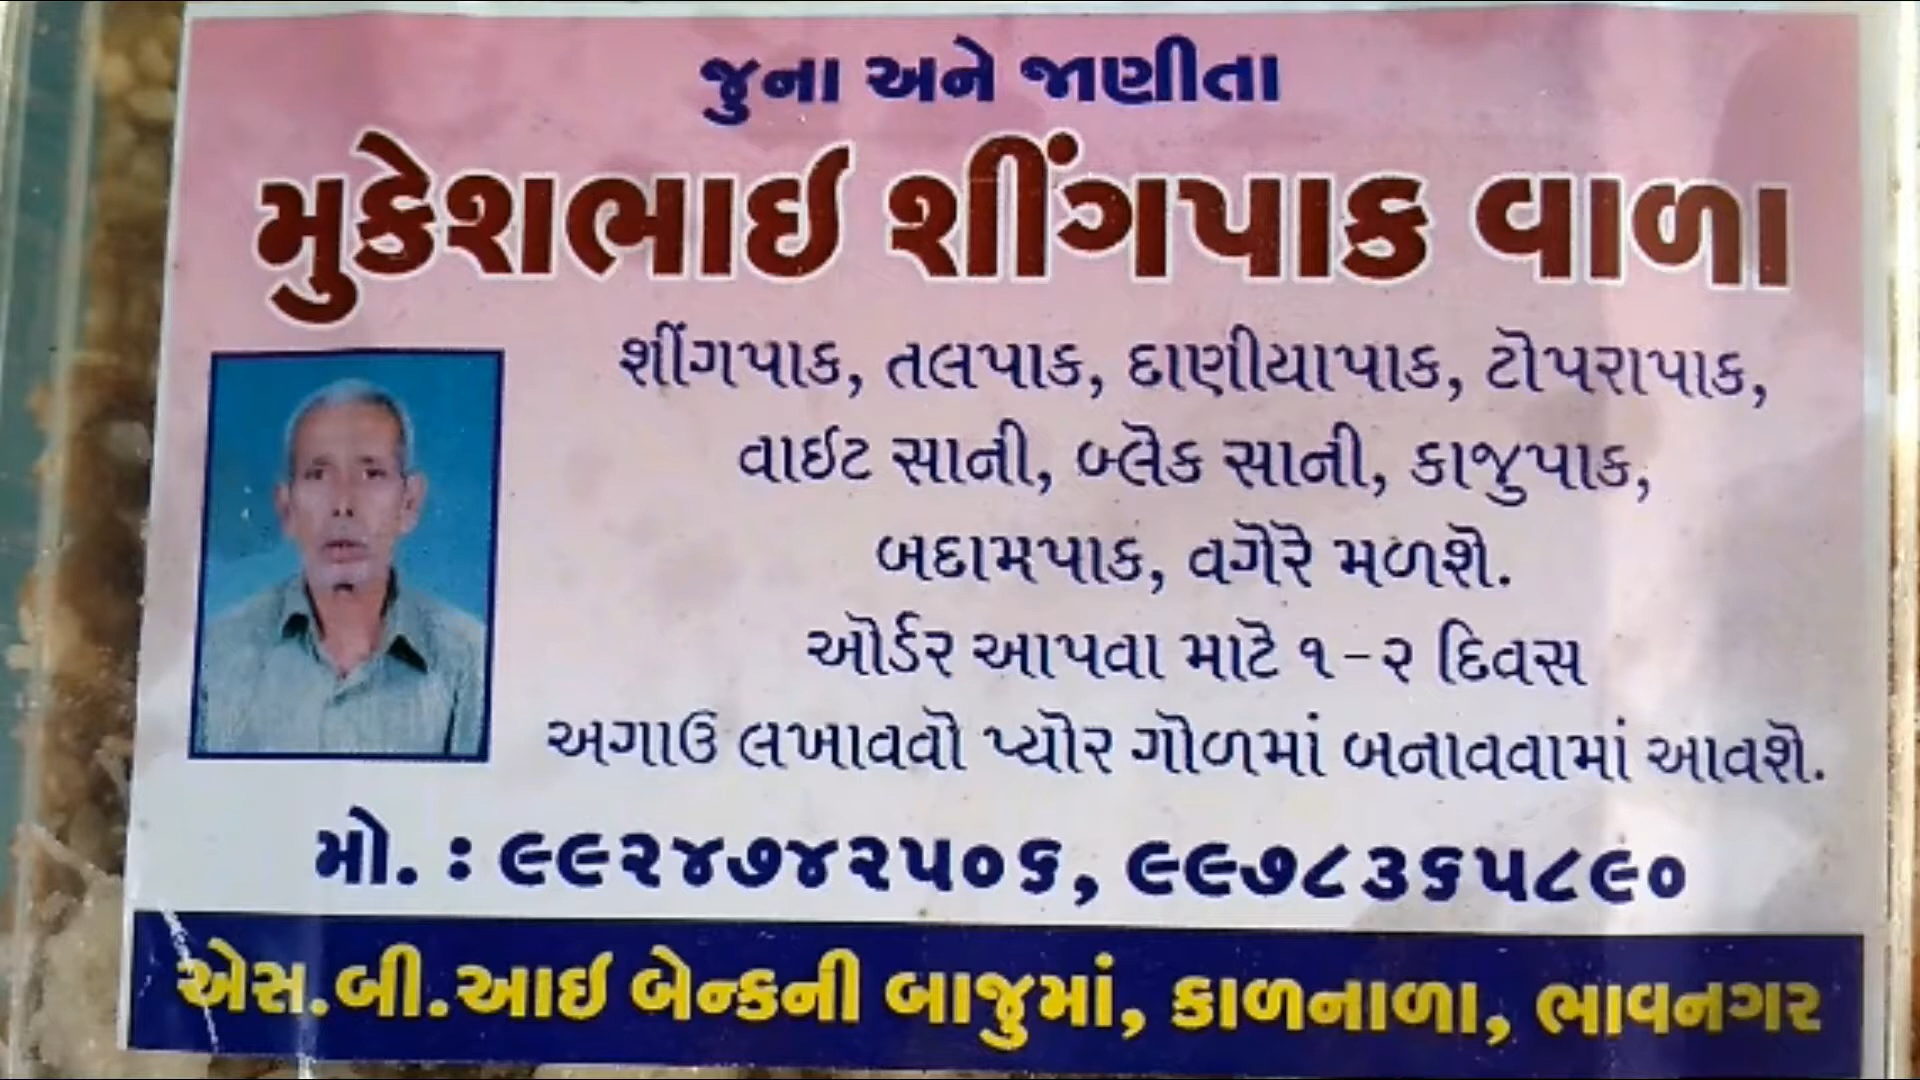 જુના અને જાણીતા
મુકેશભાઇ શીંગપાક વાળા
શીંગપાક, તલપાક, દાણીયાપાક, ટોપરાપાક,
વાઈટ સાની, બ્લેક સાની, કાજુપાક,
બદામપાક, વગેરે મળશે.
ઓર્ડર આપવા માટે ૧-૨ દિવસ
અગાઉ લખાવવો પ્યોર ગોળમાં બનાવવામાં આવશે.
મો. : ૯૯૨૪૭૪૨૫૦૬, ૯૯૭૮૩૬૫૮૯૦
એસ.બી.આઇ બેન્કની બાજુમાં, કાળનાળા, ભાવનગર